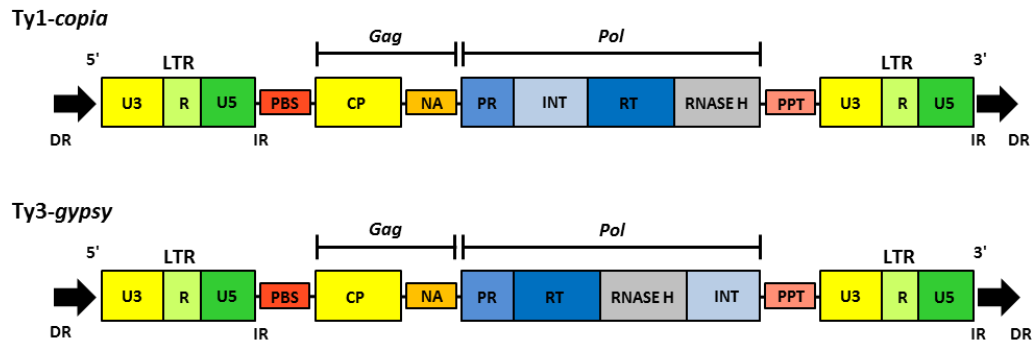 Ty1-copia
Gag Pol
5' LTR LTR 3'
U3 R U5 PBS CP NA PR INT RT RNASE H PPT U3 R U5
DR IR IR DR
Ty3-gypsy
Gag Pol
5' LTR LTR 3'
U3 R U5 PBS CP NA PR RT RNASE H INT PPT U3 R U5
DR IR IR DR